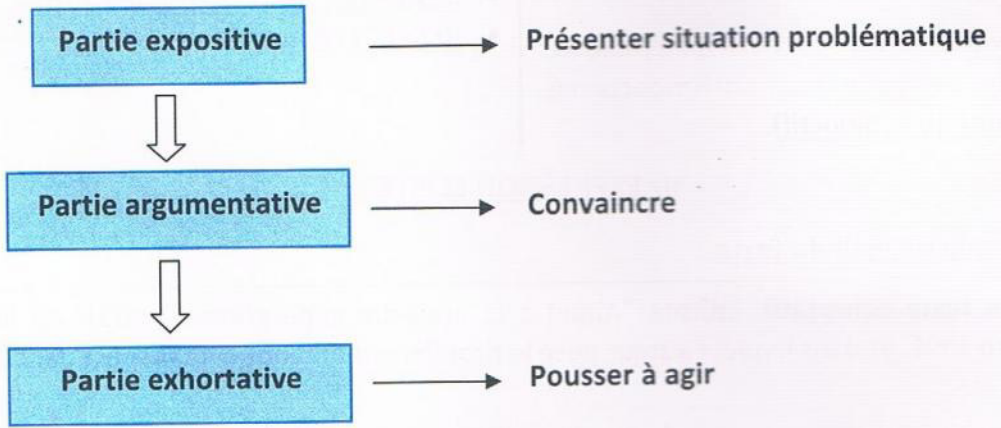 Partie expositive
Présenter situation problématique
Partie argumentative
Convaincre
Partie exhortative
Pousser à agir